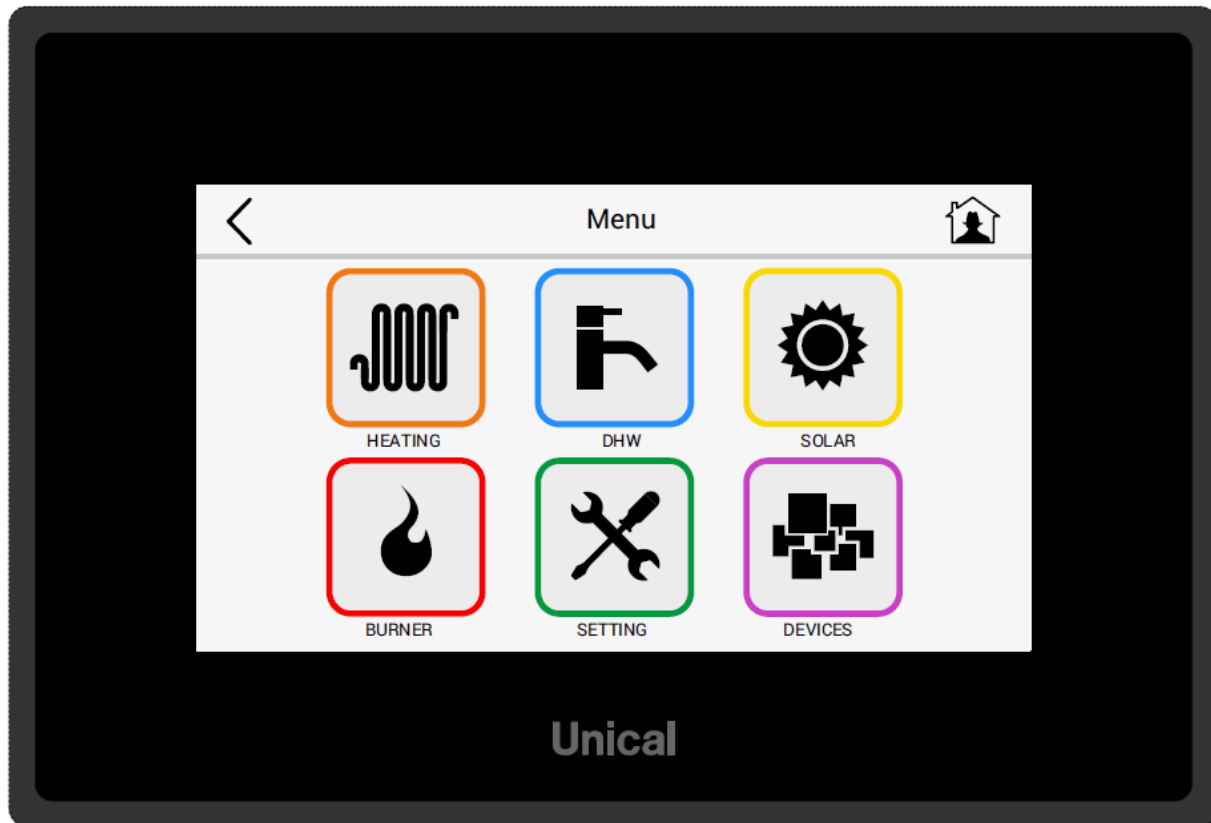 Menu
HEATING
DHW
SOLAR
BURNER
SETTING
DEVICES
Unical